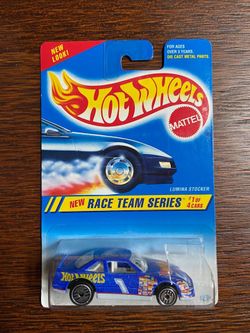 NEW LOOK!
FOR AGES
OVER 3 YEARS.
DIE CAST METAL PARTS.
HOT WHEELS
MATTEL
LUMINA STOCKER
NEW RACE TEAM SERIES #1 OF
4 CARS
HOT WHEELS
1